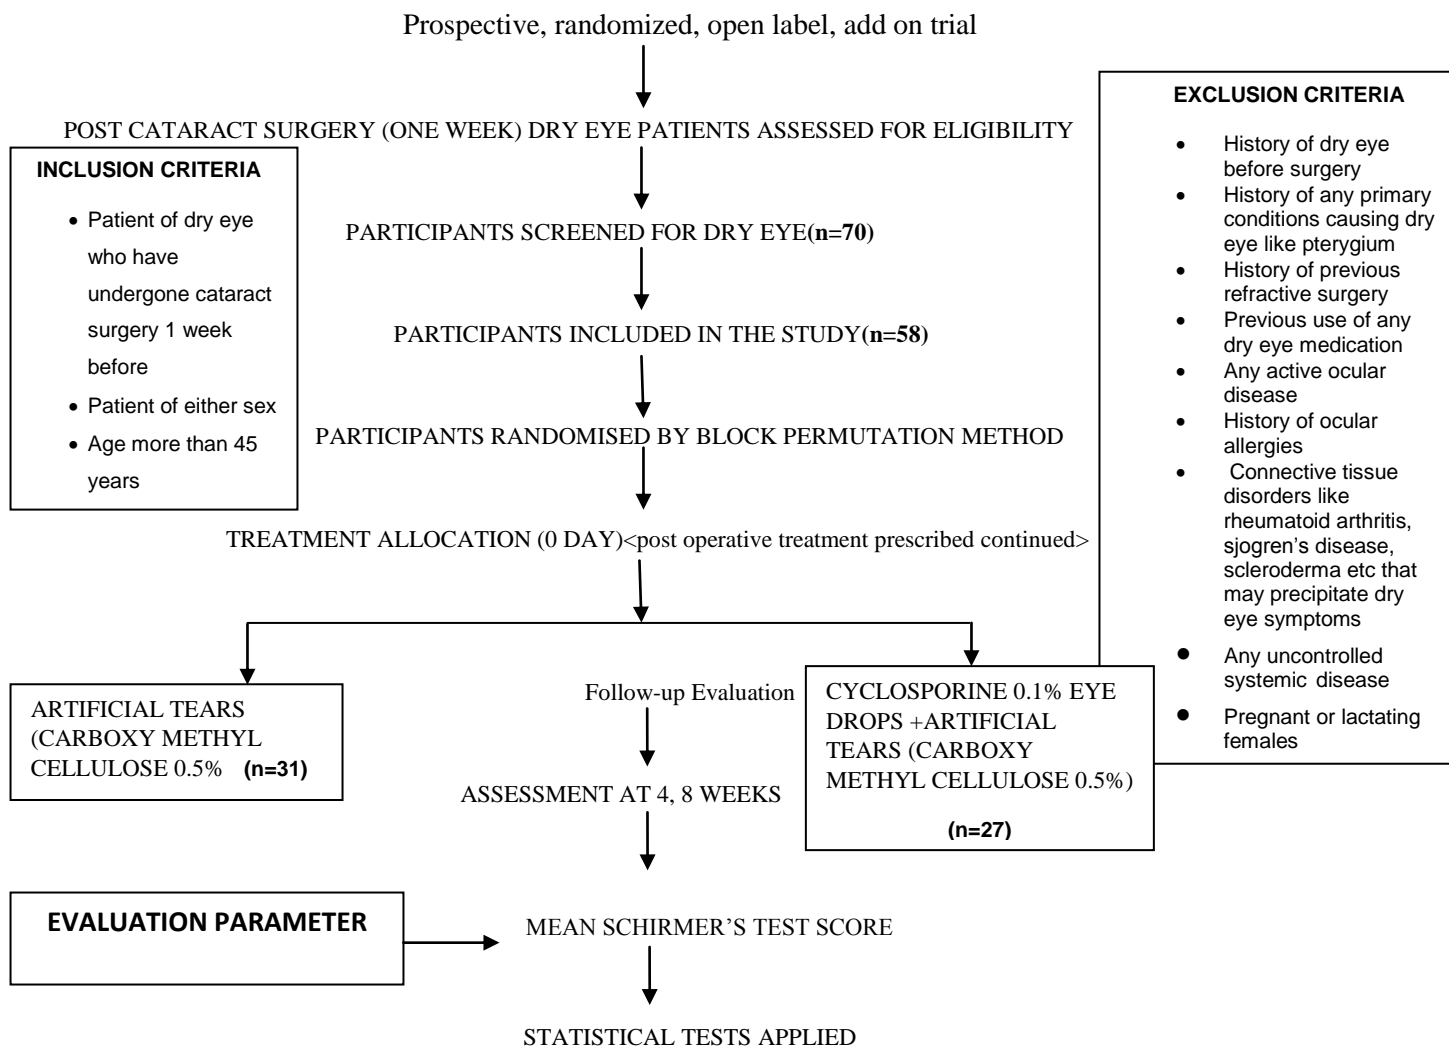 Prospective, randomized, open label, add on trial
POST CATARACT SURGERY (ONE WEEK) DRY EYE PATIENTS ASSESSED FOR ELIGIBILITY
INCLUSION CRITERIA
• Patient of dry eye
who have
undergone cataract
surgery 1 week
before
• Patient of either sex
• Age more than 45
years
PARTICIPANTS SCREENED FOR DRY EYE(n=70)
PARTICIPANTS INCLUDED IN THE STUDY(n=58)
PARTICIPANTS RANDOMISED BY BLOCK PERMUTATION METHOD
TREATMENT ALLOCATION (0 DAY)<post operative treatment prescribed continued>
EXCLUSION CRITERIA
• History of dry eye
before surgery
• History of any primary
conditions causing dry
eye like pterygium
• History of previous
refractive surgery
• Previous use of any
dry eye medication
• Any active ocular
disease
• History of ocular
allergies
• Connective tissue
disorders like
rheumatoid arthritis,
sjogren’s disease,
scleroderma etc that
may precipitate dry
eye symptoms
• Any uncontrolled
systemic disease
• Pregnant or lactating
females
ARTIFICIAL TEARS
(CARBOXY METHYL
CELLULOSE 0.5% (n=31)
Follow-up Evaluation
CYCLOSPORINE 0.1% EYE
DROPS +ARTIFICIAL
TEARS (CARBOXY
METHYL CELLULOSE 0.5%)
(n=27)
ASSESSMENT AT 4, 8 WEEKS
EVALUATION PARAMETER
MEAN SCHIRMER’S TEST SCORE
STATISTICAL TESTS APPLIED